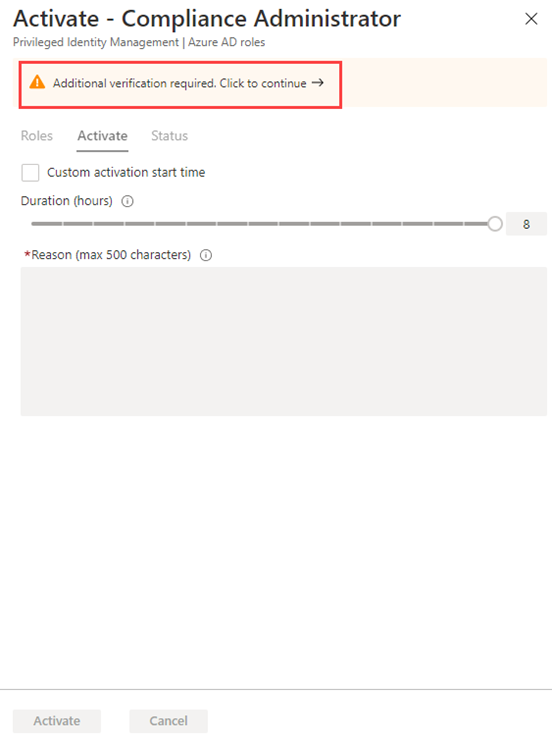 Activate - Compliance Administrator
Privileged Identity Management | Azure AD roles
Additional verification required. Click to continue →
Roles Activate Status
Custom activation start time
Duration (hours)
8
*Reason (max 500 characters)
Activate Cancel